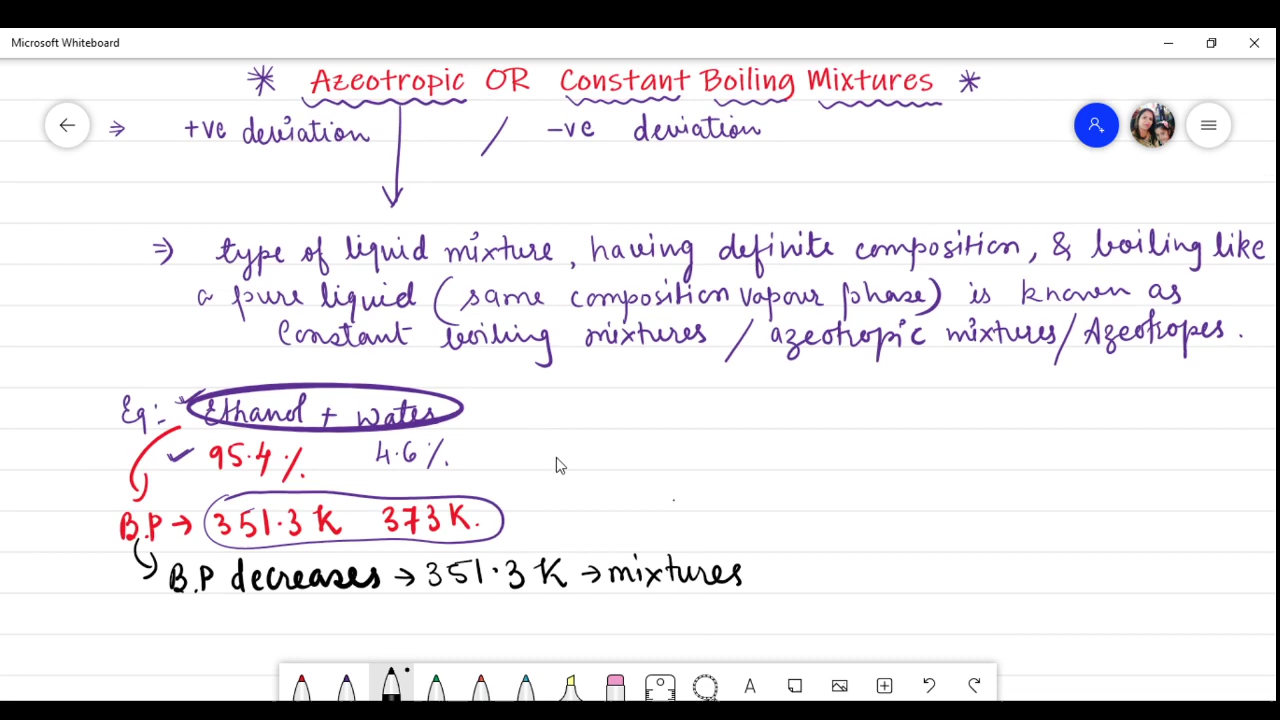 Microsoft Whiteboard
* Azeotropic OR Constant Boiling Mixtures *
⇒ +ve deviation / -ve deviation
⇒ type of liquid mixture, having definite composition, & boiling like
a pure liquid (same composition vapour phase) is known as
Constant boiling mixtures / azeotropic mixtures / Azeotropes.
Eg:- Ethanol + Water
✓ 95.4 % 4.6 %.
B.P → 351.3 K 373 K.
B.P decreases → 351.3 K → mixtures
A